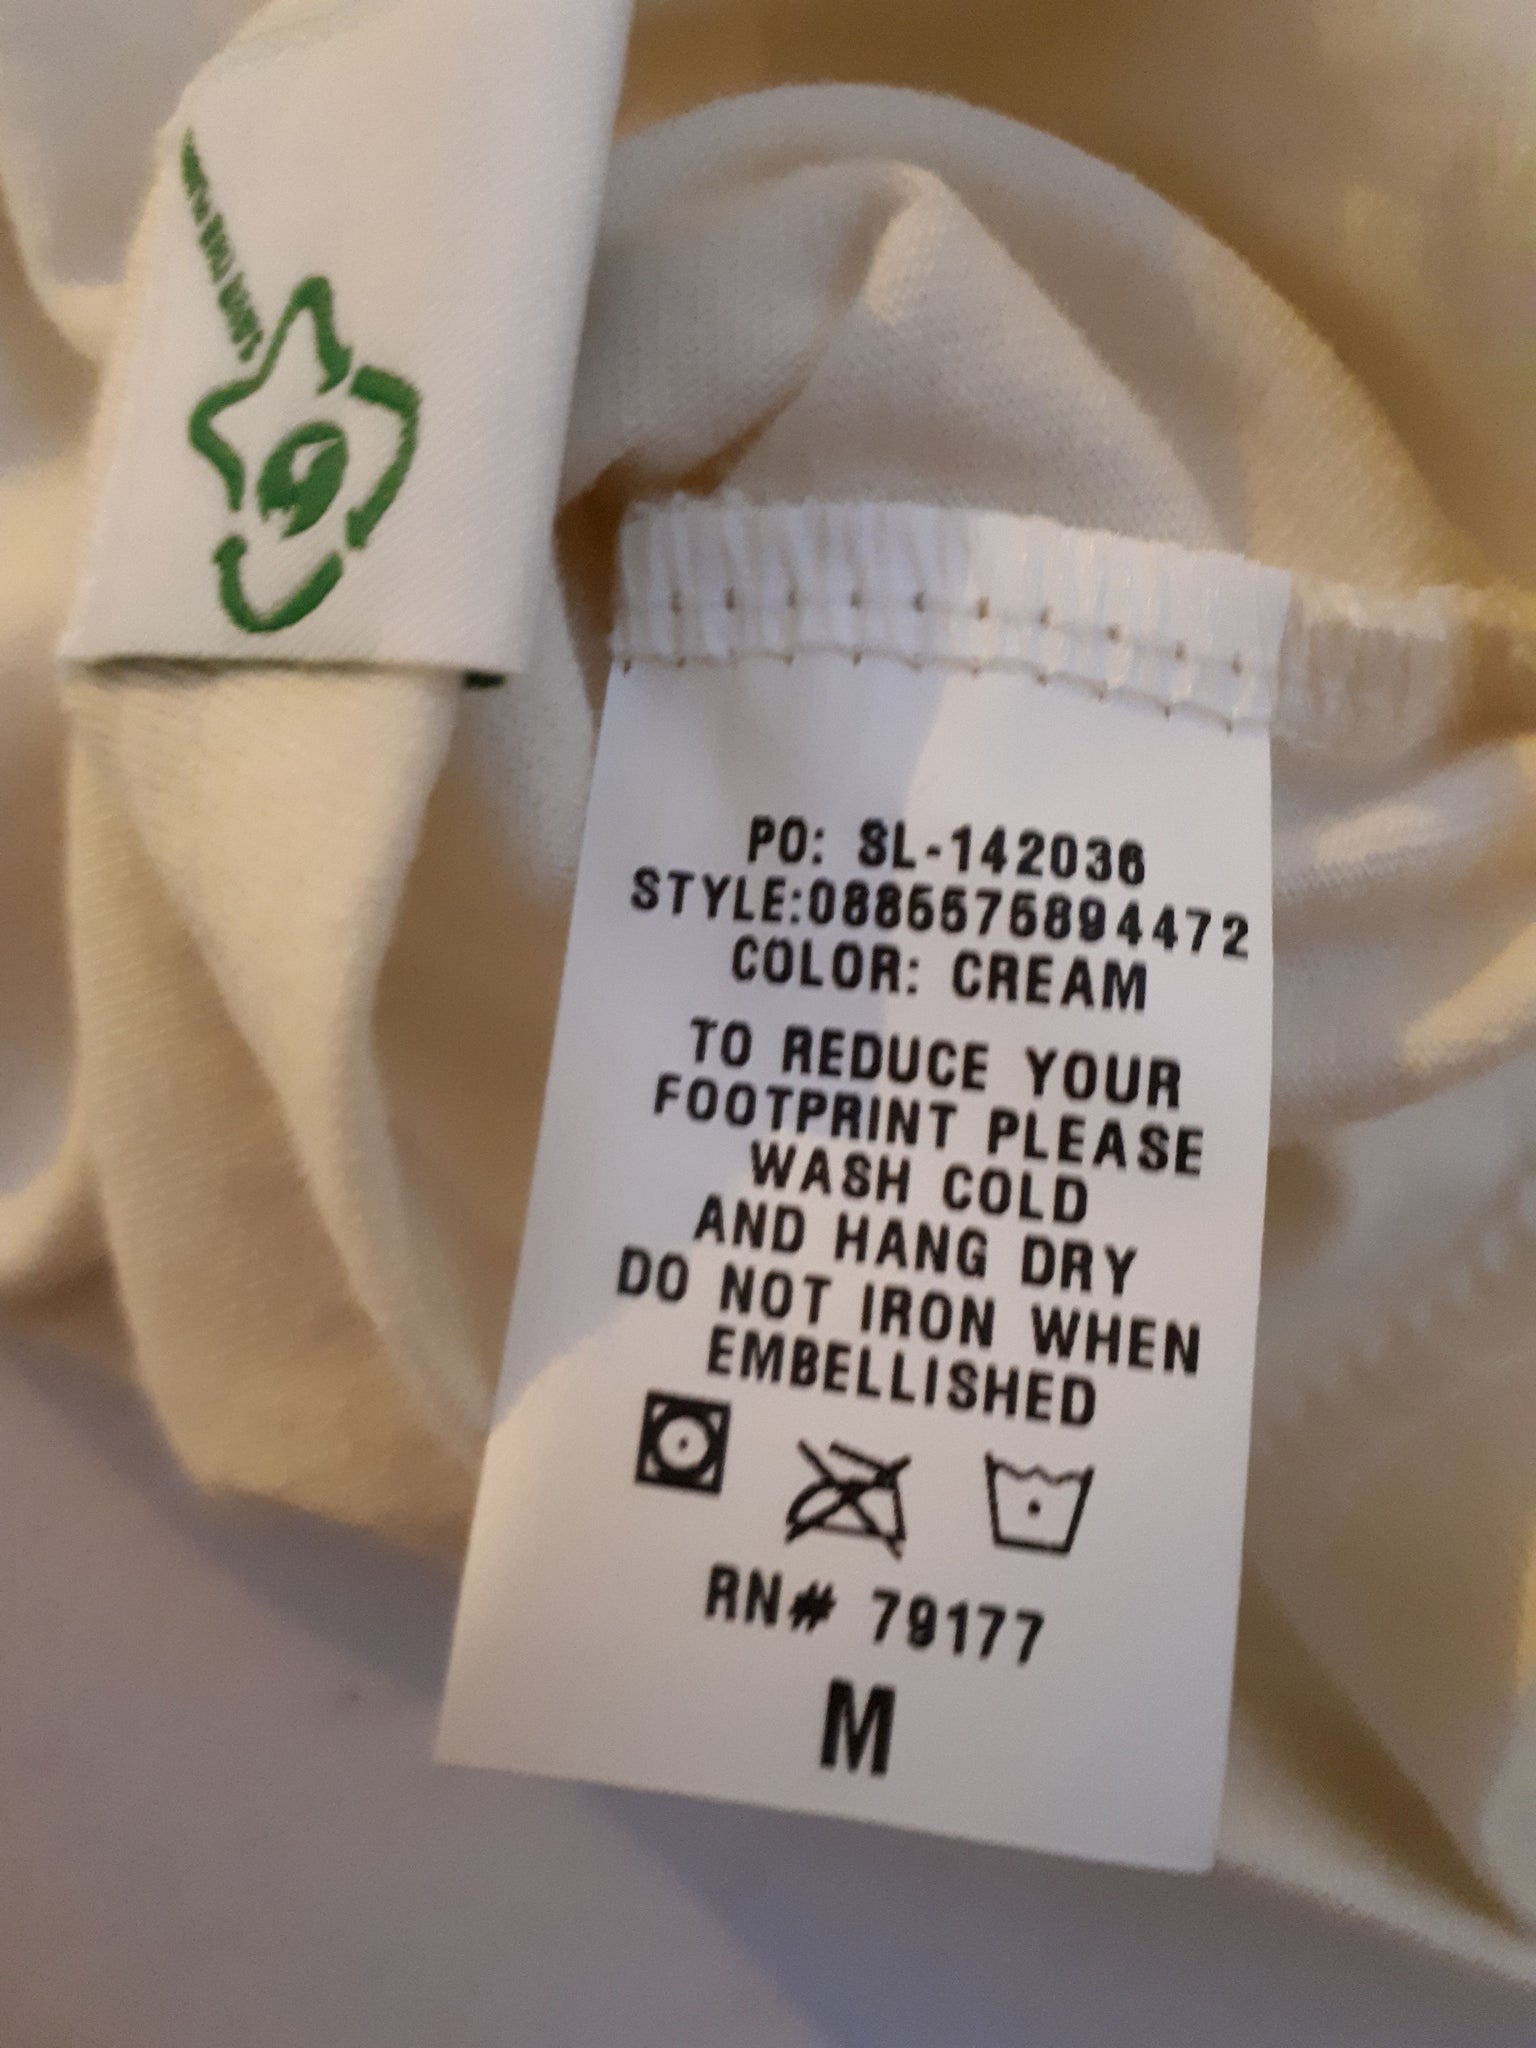 PO: SL-142036
COLOR: CREAM
TO REDUCE YOUR
FOOTPRINT PLEASE
WASH COLD
AND HANG DRY
DO NOT IRON WHEN
EMBELLISHED
RN# 79177
M
STYLE: